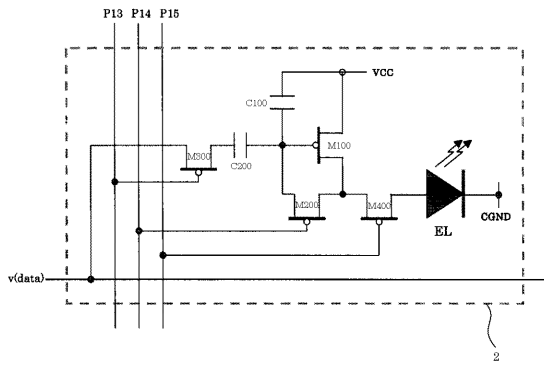 P13 P14 P15
VCC
C100
M100
M300
C200
M200
M400
EL
CGND
v(data)
2